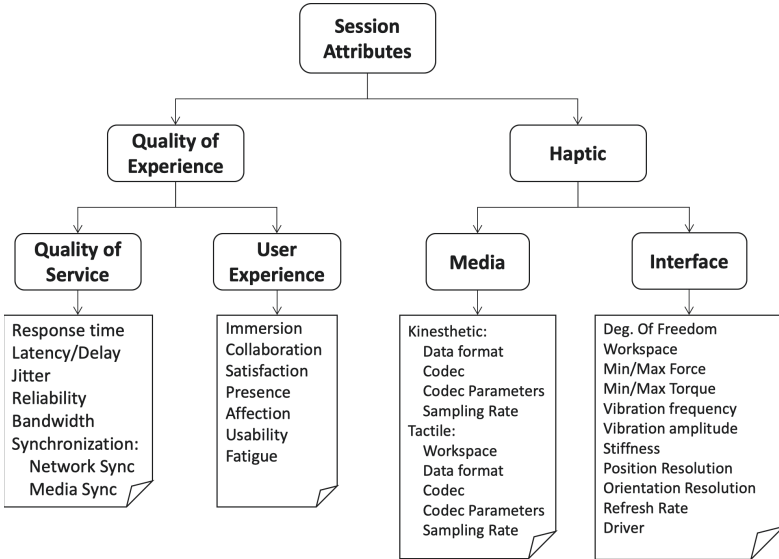 Session
Attributes
Quality of
Experience
Haptic
Quality of
Service
User
Experience
Media
Interface
Response time
Latency/Delay
Jitter
Reliability
Bandwidth
Synchronization:
Network Sync
Media Sync
Immersion
Collaboration
Satisfaction
Presence
Affection
Usability
Fatigue
Kinesthetic:
Data format
Codec
Codec Parameters
Sampling Rate
Tactile:
Workspace
Data format
Codec
Codec Parameters
Sampling Rate
Deg. Of Freedom
Workspace
Min/Max Force
Min/Max Torque
Vibration frequency
Vibration amplitude
Stiffness
Position Resolution
Orientation Resolution
Refresh Rate
Driver